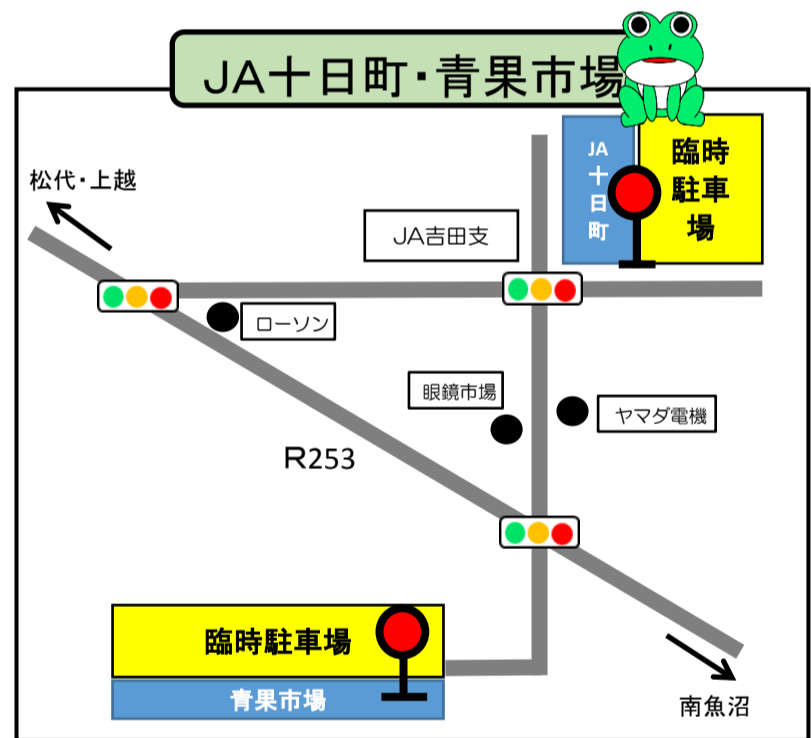 JA十日町・青果市場
松代・上越
JA十日町
臨時
駐車
場
JA吉田支
ローソン
眼鏡市場
ヤマダ電機
R253
臨時駐車場
青果市場
南魚沼